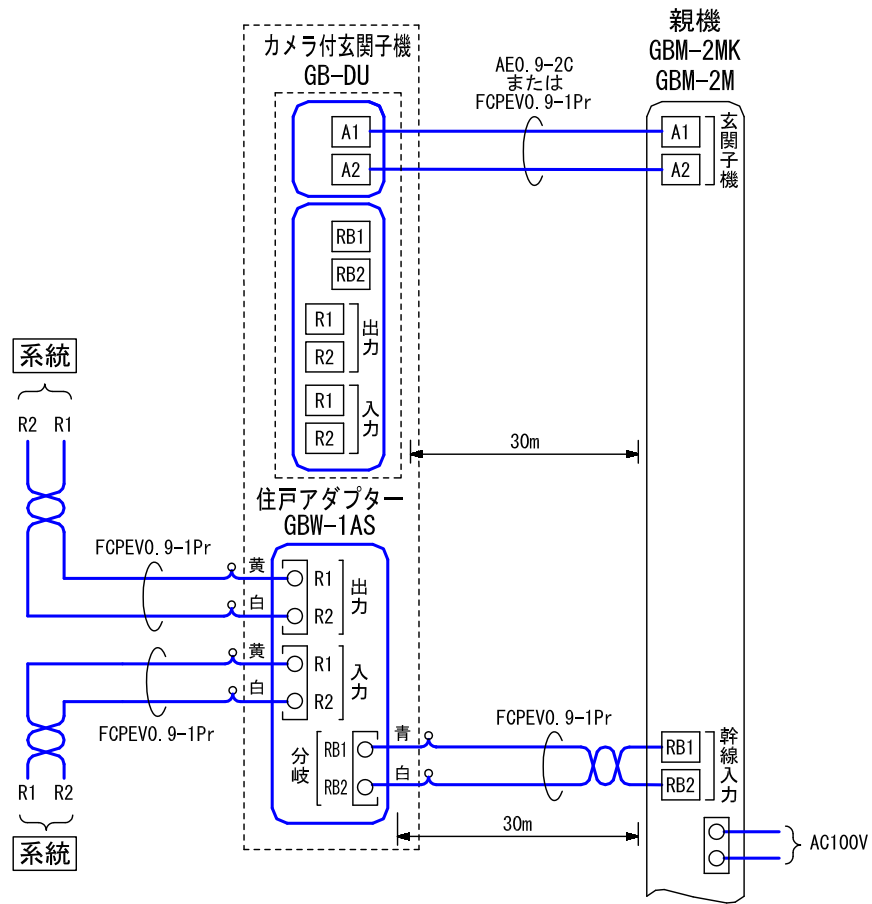 カメラ付玄関子機
GB-DU
AE0.9-2C
または
FCPEV0.9-1Pr
親機
GBM-2MK
GBM-2M
A1
A2
A1
A2
玄関子機
RB1
RB2
R1
R2
出力
R1
R2
入力
30m
系統
R2 R1
FCPEV0.9-1Pr
住戸アダプター
GBW-1AS
黄
白
R1
R2
出力
黄
白
R1
R2
入力
FCPEV0.9-1Pr
R1 R2
系統
分岐
RB1
RB2
青
白
FCPEV0.9-1Pr
RB1
RB2
幹線入力
30m
AC100V